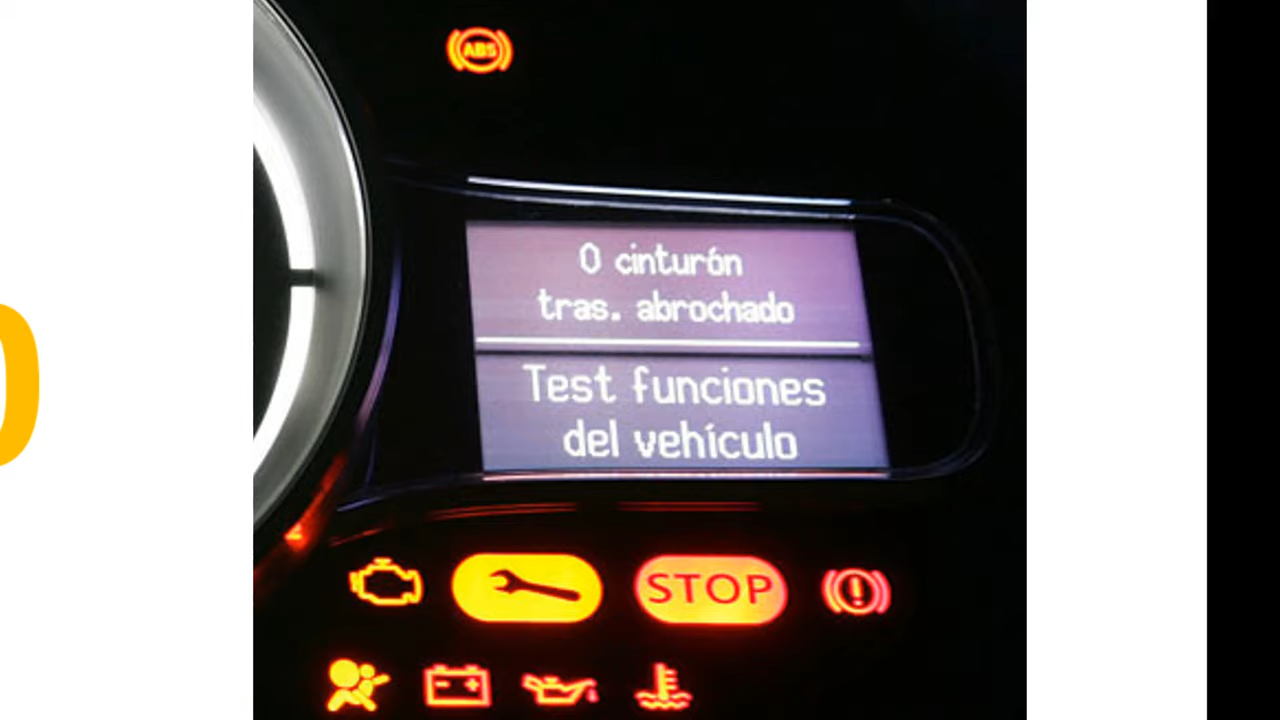 ABS
0 cinturón
tras. abrochado
Test funciones
del vehículo
STOP